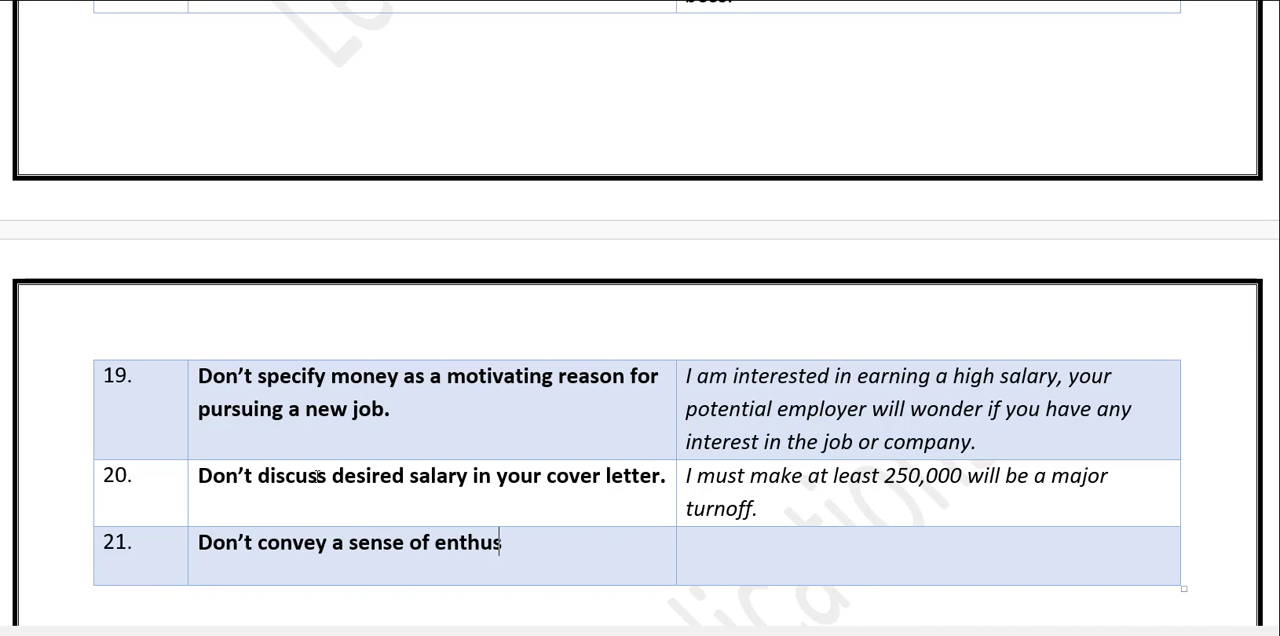 19.
Don't specify money as a motivating reason for
pursuing a new job.
I am interested in earning a high salary, your
potential employer will wonder if you have any
interest in the job or company.
20.
Don't discuss desired salary in your cover letter.
I must make at least 250,000 will be a major
turnoff.
21.
Don't convey a sense of enthus